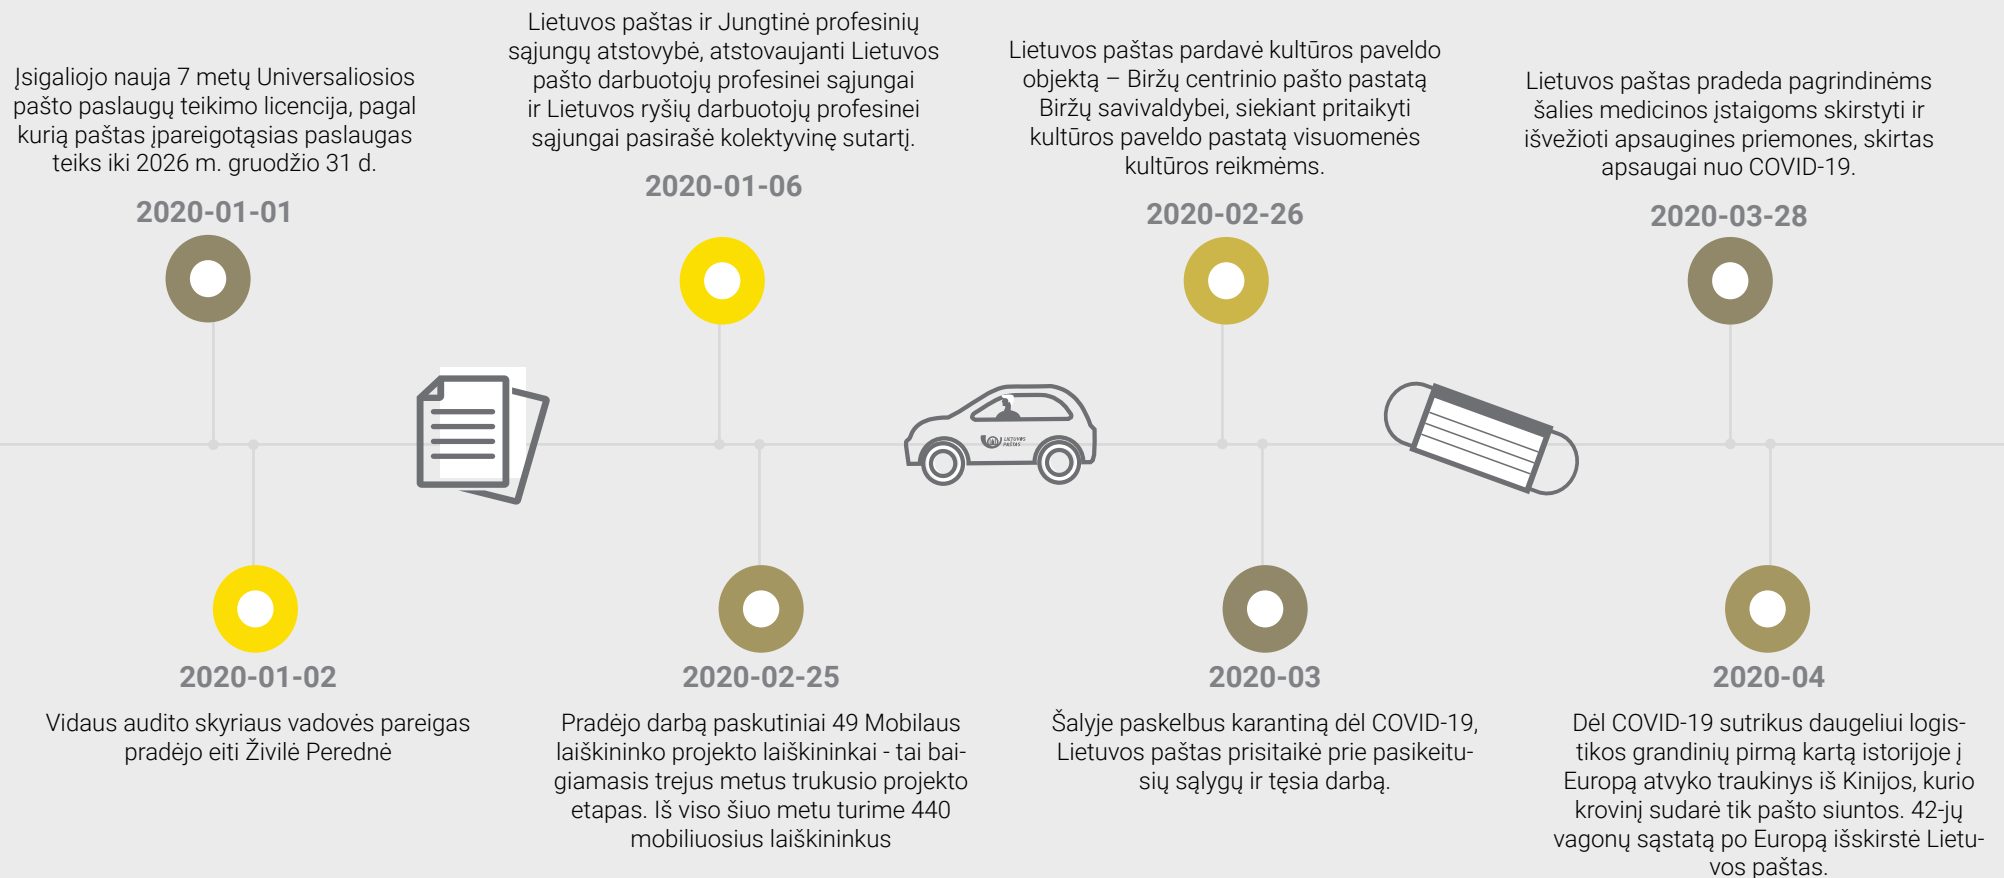 Įsigaliojo nauja 7 metų Universaliosios
pašto paslaugų teikimo licencija, pagal
kurią paštas įpareigotąsias paslaugas
teiks iki 2026 m. gruodžio 31 d.
2020-01-01
Lietuvos paštas ir Jungtinė profesinių
sąjungų atstovybė, atstovaujanti Lietuvos
pašto darbuotojų profesinei sąjungai
ir Lietuvos ryšių darbuotojų profesinei
sąjungai pasirašė kolektyvinę sutartį.
2020-01-06
Lietuvos paštas pardavė kultūros paveldo
objektą – Biržų centrinio pašto pastatą
Biržų savivaldybei, siekiant pritaikyti
kultūros paveldo pastatą visuomenės
kultūros reikmėms.
2020-02-26
Lietuvos paštas pradeda pagrindinėms
šalies medicinos įstaigoms skirstyti ir
išvežioti apsaugines priemones, skirtas
apsaugai nuo COVID-19.
2020-03-28
LIETUVOS
PAŠTAS
2020-01-02
Vidaus audito skyriaus vadovės pareigas
pradėjo eiti Živilė Perednė
2020-02-25
Pradėjo darbą paskutiniai 49 Mobilaus
laiškininko projekto laiškininkai - tai bai-
giamasis trejus metus trukusio projekto
etapas. Iš viso šiuo metu turime 440
mobiliuosius laiškininkus
2020-03
Šalyje paskelbus karantiną dėl COVID-19,
Lietuvos paštas prisitaikė prie pasikeitu-
sių sąlygų ir tęsia darbą.
2020-04
Dėl COVID-19 sutrikus daugeliui logis-
tikos grandinių pirmą kartą istorijoje į
Europą atvyko traukinys iš Kinijos, kurio
krovinį sudarė tik pašto siuntos. 42-jų
vagonų sąstatą po Europą išskirstė Lietu-
vos paštas.